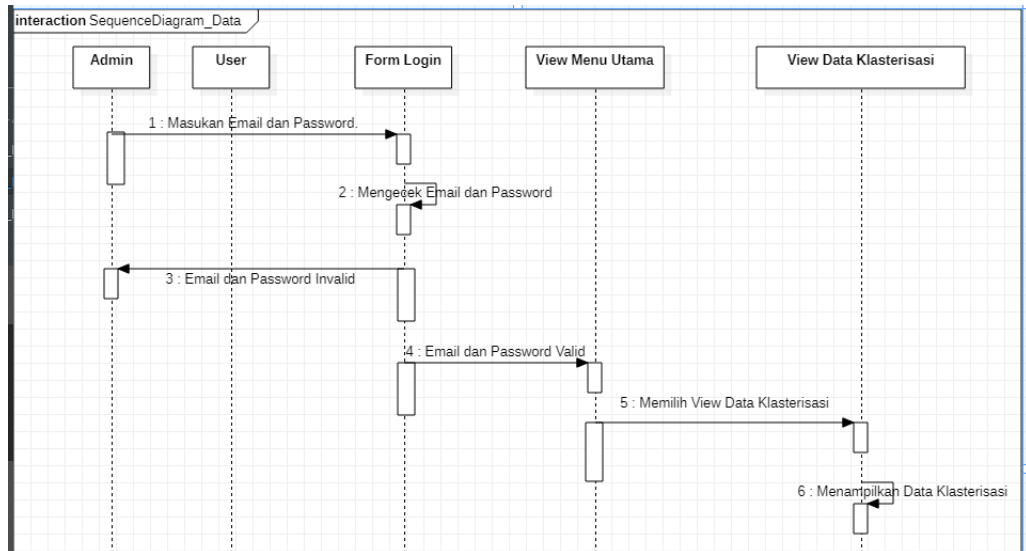 interaction SequenceDiagram_Data
Admin
User
Form Login
View Menu Utama
View Data Klasterisasi
1 : Masukan Email dan Password.
2 : Mengecek Email dan Password
3 : Email dan Password Invalid
4 : Email dan Password Valid
5 : Memilih View Data Klasterisasi
6 : Menampilkan Data Klasterisasi